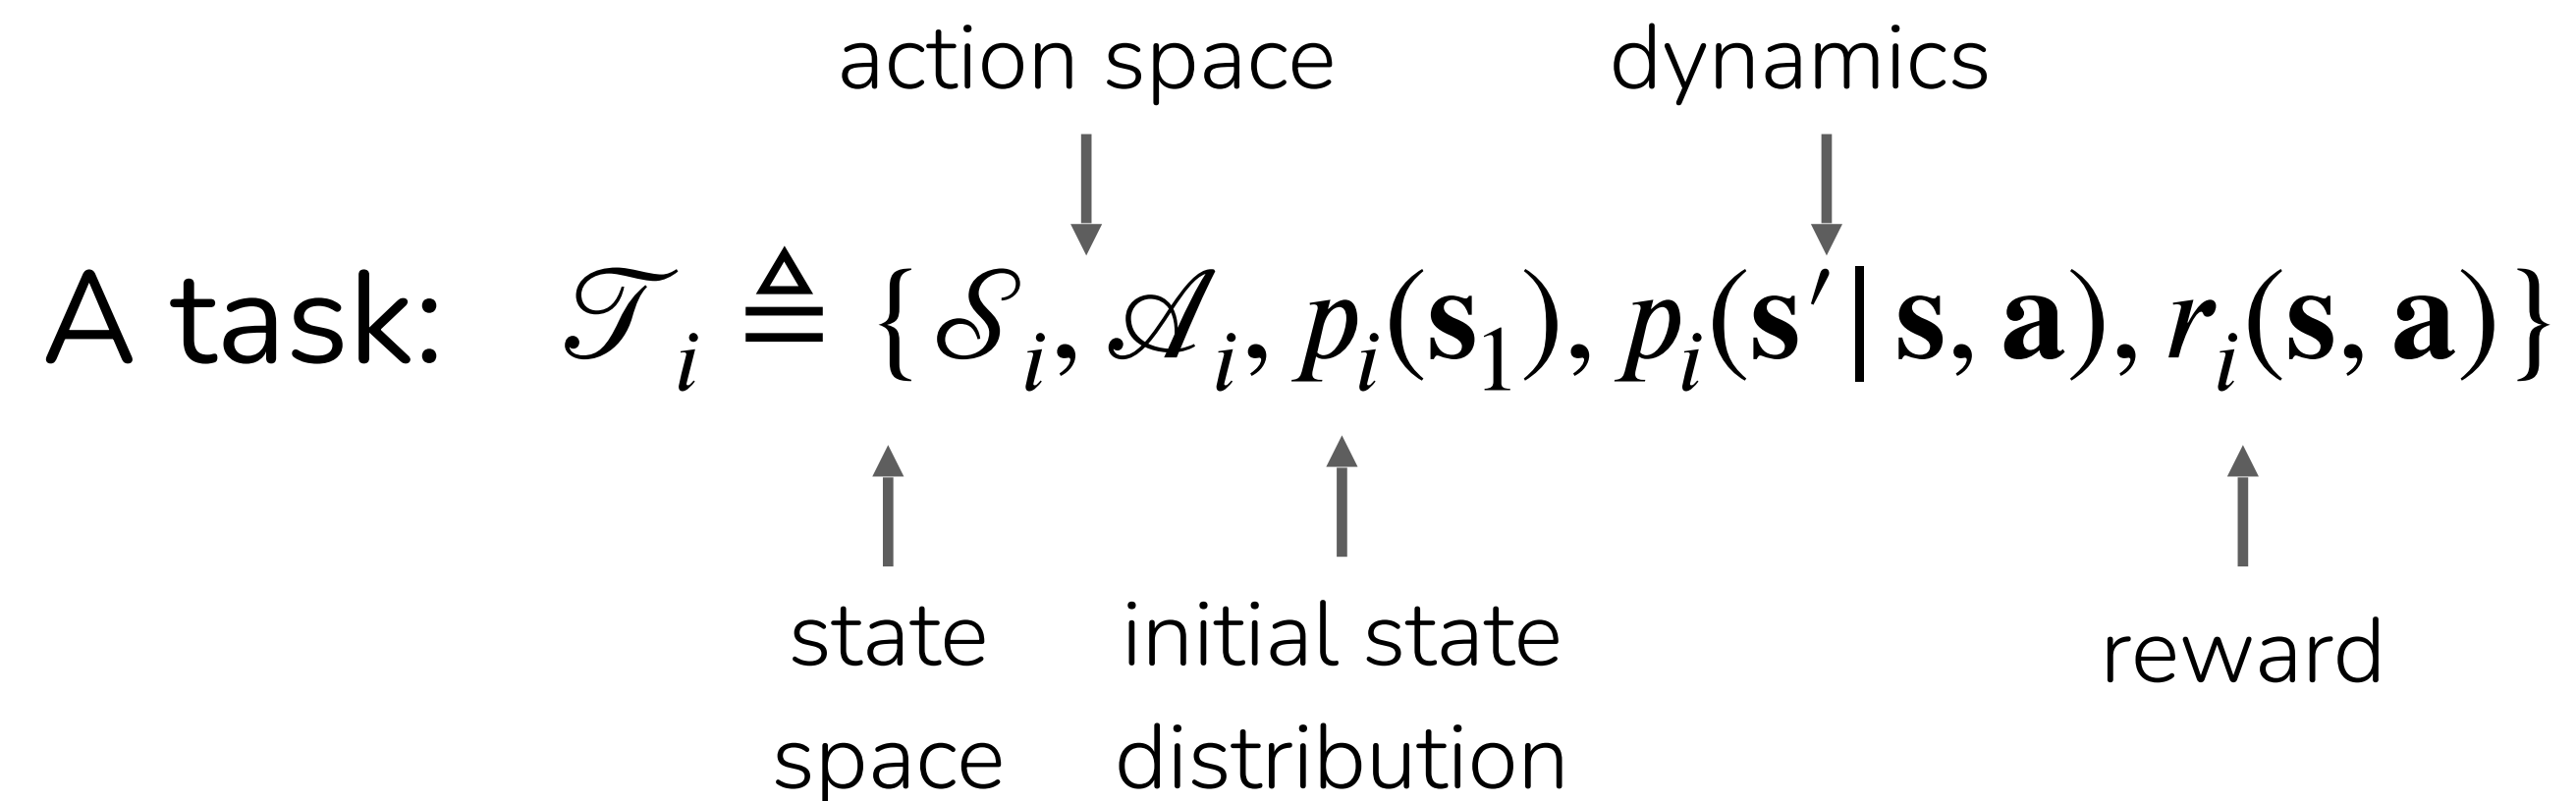 action space dynamics
A task: 𝒯ᵢ ≜ {𝒮ᵢ, 𝒜ᵢ, pᵢ(s₁), pᵢ(s′|s, a), rᵢ(s, a)}
state initial state reward
space distribution